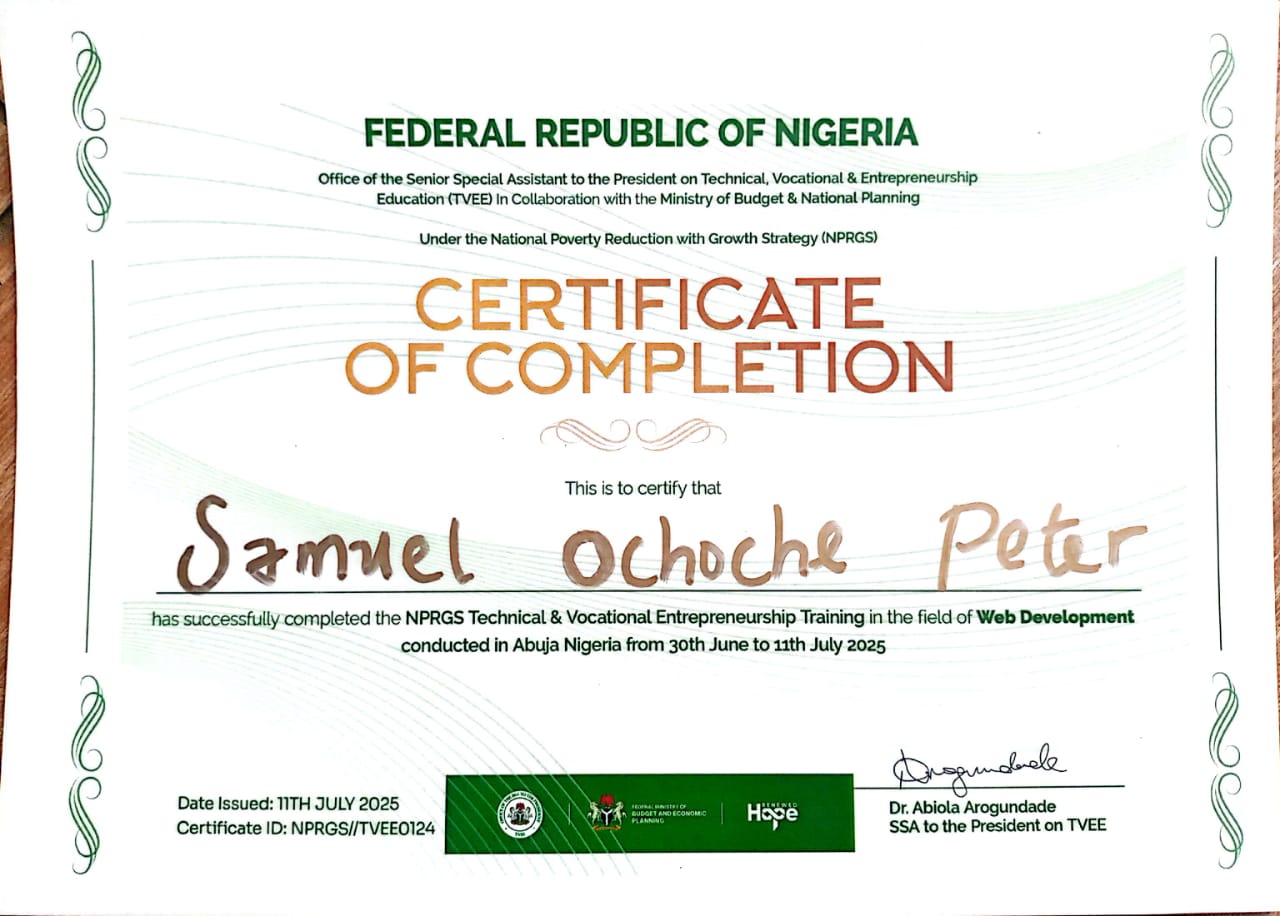 FEDERAL REPUBLIC OF NIGERIA
Office of the Senior Special Assistant to the President on Technical, Vocational & Entrepreneurship
Education (TVEE) In Collaboration with the Ministry of Budget & National Planning
Under the National Poverty Reduction with Growth Strategy (NPRGS)
CERTIFICATE
OF COMPLETION
This is to certify that
Samuel Ochoche Peter
has successfully completed the NPRGS Technical & Vocational Entrepreneurship Training in the field of Web Development
conducted in Abuja Nigeria from 30th June to 11th July 2025
Date Issued: 11TH JULY 2025
Certificate ID: NPRGS//TVEE0124
FEDERAL MINISTRY OF
BUDGET AND ECONOMIC
PLANNING
RENEWED
Hope
Arogundade
Dr. Abiola Arogundade
SSA to the President on TVEE